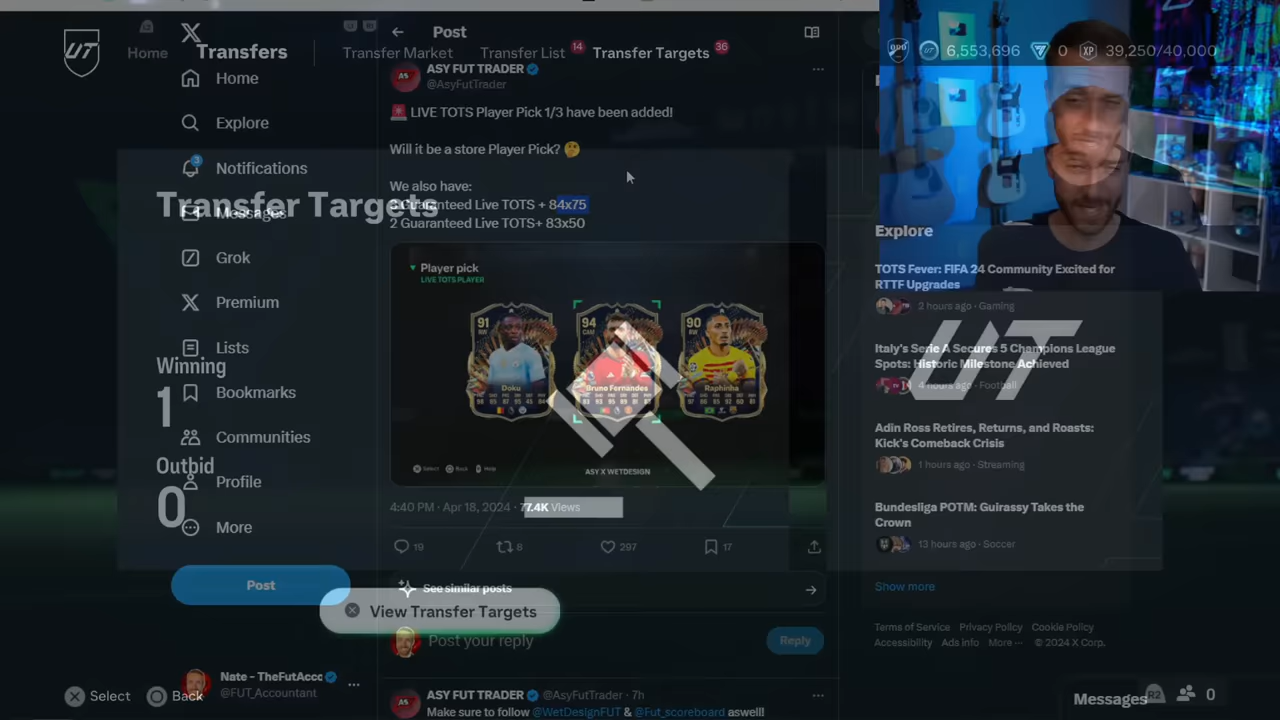 Home
Transfers
Transfer Market
Transfer List
14
Transfer Targets
36
6,553,696
0
XP
39,250/40,000
Transfer Targets
Winning
1
Outbid
0
View Transfer Targets
Select
Back
R2
0
UT
X
Home
Explore
3
Notifications
Messages
Grok
Premium
Lists
Bookmarks
Communities
Profile
More
Post
Nate - TheFutAcc
@FUT_Accountant
Post
ASY FUT TRADER
@AsyFutTrader
LIVE TOTS Player Pick 1/3 have been added!
Will it be a store Player Pick?
We also have:
Guaranteed Live TOTS + 84x75
2 Guaranteed Live TOTS+ 83x50
Player pick
LIVE TOTS PLAYER
91
94
90
Doku
Bruno Fernandes
Raphinha
Select
Back
Help
ASY X WETDESIGN
4:40 PM · Apr 18, 2024 · 77.4K Views
19
8
297
17
See similar posts
Post your reply
Reply
ASY FUT TRADER @AsyFutTrader · 7h
Make sure to follow @WetDesignFUT & @Fut_scoreboard aswell!
Explore
TOTS Fever: FIFA 24 Community Excited for
RTTF Upgrades
2 hours ago · Gaming
Italy's Serie A Secures 5 Champions League
Spots: Historic Milestone Achieved
4 hours ago · Football
Adin Ross Retires, Returns, and Roasts:
Kick's Comeback Crisis
1 hours ago · Streaming
Bundesliga POTM: Guirassy Takes the
Crown
13 hours ago · Soccer
Show more
Terms of Service Privacy Policy Cookie Policy
Accessibility Ads info More ··· © 2024 X Corp.
Messages